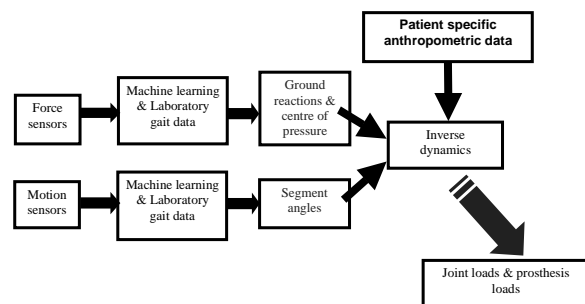 Patient specific
anthropometric data
Force
sensors
Machine learning
& Laboratory
gait data
Ground
reactions &
centre of
pressure
Inverse
dynamics
Motion
sensors
Machine learning
& Laboratory
gait data
Segment
angles
Joint loads & prosthesis
loads